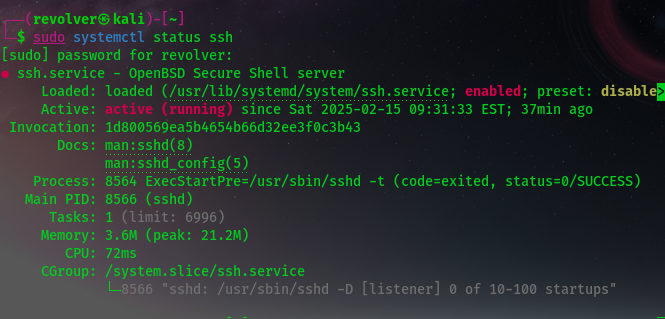 ┌──(revolver㉿kali)-[~]
└─$ sudo systemctl status ssh
[sudo] password for revolver:
● ssh.service - OpenBSD Secure Shell server
Loaded: loaded (/usr/lib/systemd/system/ssh.service; enabled; preset: disable>
Active: active (running) since Sat 2025-02-15 09:31:33 EST; 37min ago
Invocation: 1d800569ea5b4654b66d32ee3f0c3b43
Docs: man:sshd(8)
man:sshd_config(5)
Process: 8564 ExecStartPre=/usr/sbin/sshd -t (code=exited, status=0/SUCCESS)
Main PID: 8566 (sshd)
Tasks: 1 (limit: 6996)
Memory: 3.6M (peak: 21.2M)
CPU: 72ms
CGroup: /system.slice/ssh.service
└─8566 "sshd: /usr/sbin/sshd -D [listener] 0 of 10-100 startups"